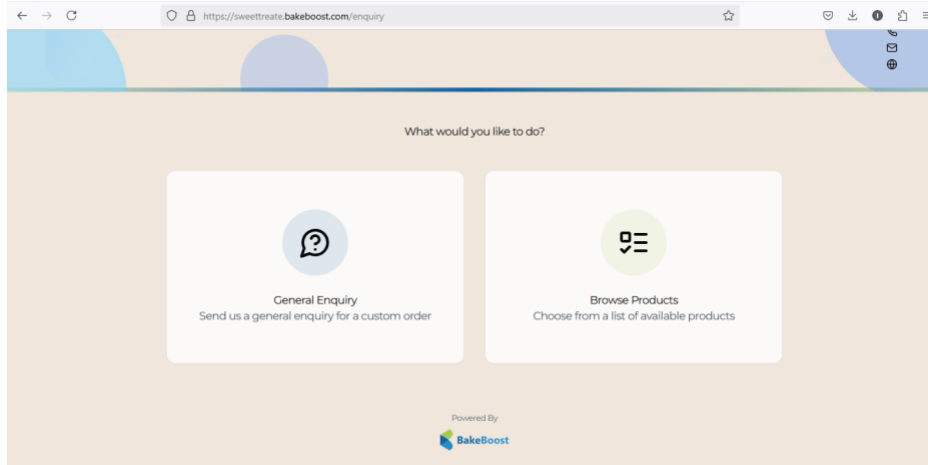 https://sweettreate.bakeboost.com/enquiry
What would you like to do?
General Enquiry
Send us a general enquiry for a custom order
Browse Products
Choose from a list of available products
Powered By
BakeBoost